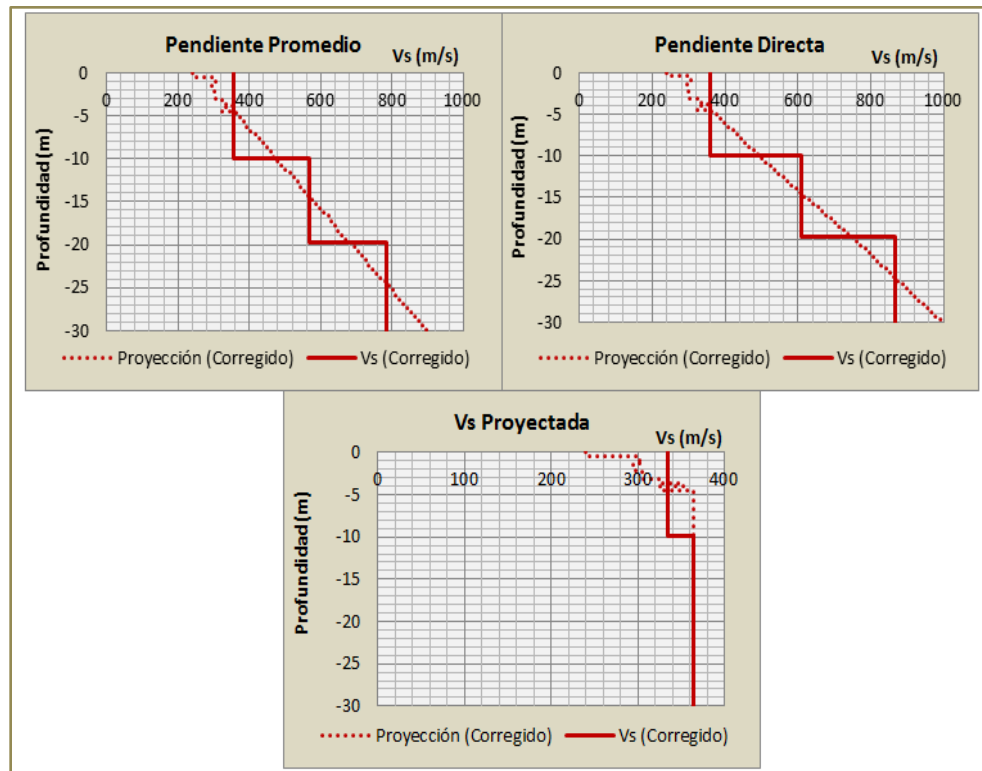 Pendiente Promedio
Vs (m/s)
0 200 400 600 800 1000
0
-5
-10
-15
-20
-25
-30
Profundidad (m)
Proyección (Corregido) Vs (Corregido)
Pendiente Directa
Vs (m/s)
0 200 400 600 800 1000
0
-5
-10
-15
-20
-25
-30
Profundidad (m)
Proyección (Corregido) Vs (Corregido)
Vs Proyectada
Vs (m/s)
0 100 200 300 400
0
-5
-10
-15
-20
-25
-30
Profundidad (m)
Proyección (Corregido) Vs (Corregido)